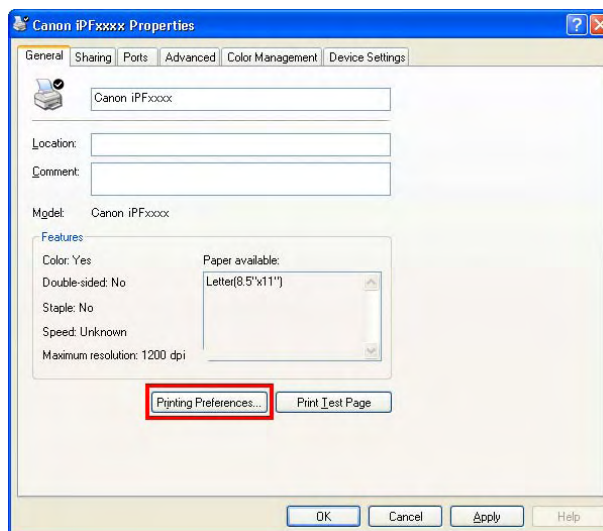 Canon iPFxxxx Properties
General Sharing Ports Advanced Color Management Device Settings
Canon iPFxxxx
Location:
Comment:
Model: Canon iPFxxxx
Features
Color: Yes Paper available:
Double-sided: No Letter(8.5"x11")
Staple: No
Speed: Unknown
Maximum resolution: 1200 dpi
Printing Preferences... Print Test Page
OK Cancel Apply Help